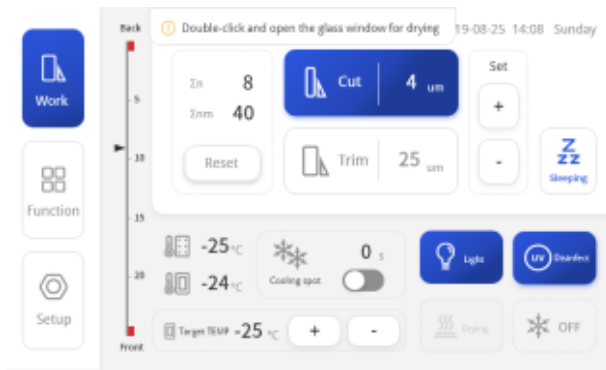 Back
Double-click and open the glass window for drying
19-08-25 14:08 Sunday
Work
Function
Setup
5
10
15
20
Front
Σn 8
Σnm 40
Reset
Cut 4 um
Trim 25 um
Set
+
-
Z
ZZ
Sleeping
-25 °C
-24 °C
Cooling spot
0 s
Target TEMP -25 °C + -
Light
UV Disinfect
Drying
OFF